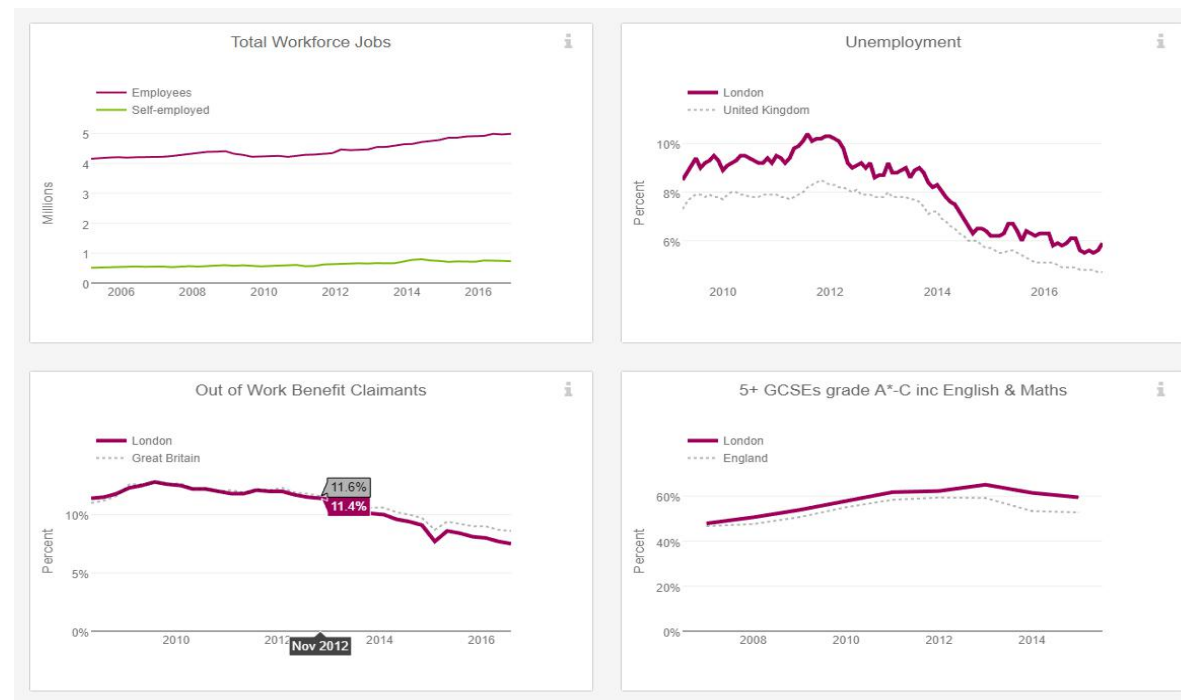 Total Workforce Jobs
i
Employees
Self-employed
5
4
3
2
1
0
Millions
2006 2008 2010 2012 2014 2016
Unemployment
i
London
United Kingdom
10%
8%
6%
Percent
2010 2012 2014 2016
Out of Work Benefit Claimants
i
London
Great Britain
11.6%
11.4%
10%
5%
0%
Percent
2010 2012 2014 2016
Nov 2012
5+ GCSEs grade A*-C inc English & Maths
i
London
England
60%
40%
20%
0%
Percent
2008 2010 2012 2014